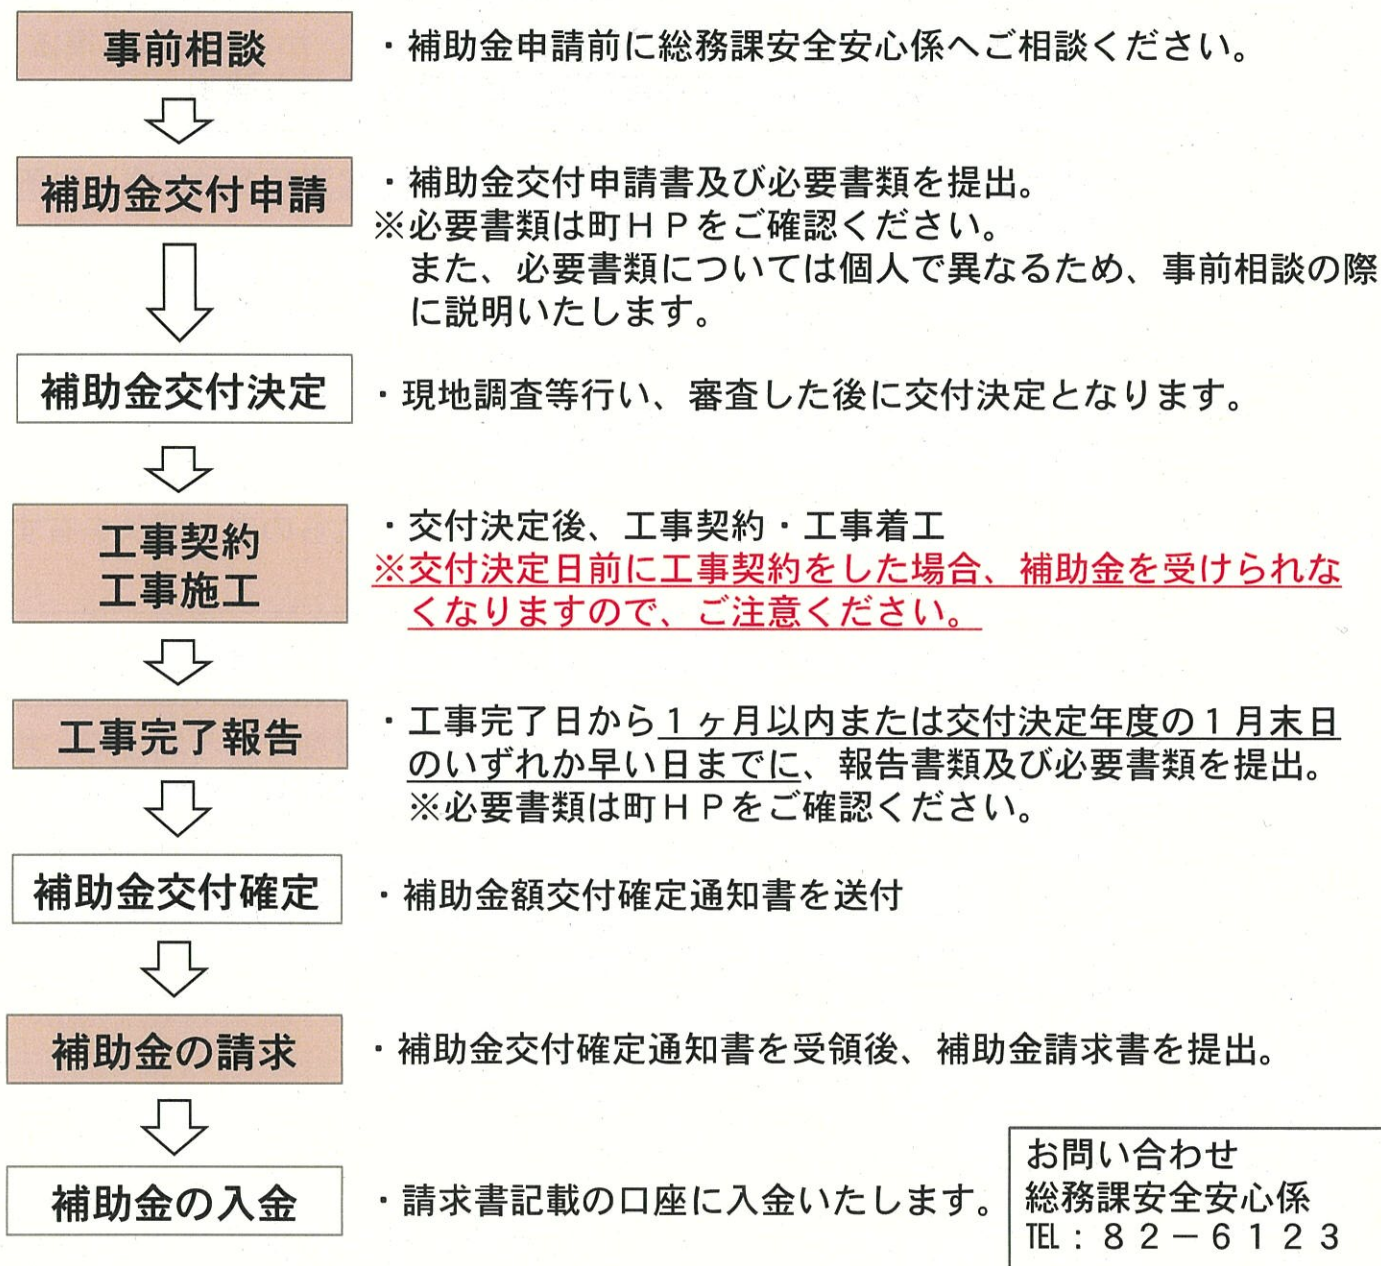 事前相談
・補助金申請前に総務課安全安心係へご相談ください。
補助金交付申請
・補助金交付申請書及び必要書類を提出。
※必要書類は町ＨＰをご確認ください。
また、必要書類については個人で異なるため、事前相談の際
に説明いたします。
補助金交付決定
・現地調査等行い、審査した後に交付決定となります。
工事契約
工事施工
・交付決定後、工事契約・工事着工
※交付決定日前に工事契約をした場合、補助金を受けられな
くなりますので、ご注意ください。
工事完了報告
・工事完了日から１ヶ月以内または交付決定年度の１月末日
のいずれか早い日までに、報告書類及び必要書類を提出。
※必要書類は町ＨＰをご確認ください。
補助金交付確定
・補助金額交付確定通知書を送付
補助金の請求
・補助金交付確定通知書を受領後、補助金請求書を提出。
補助金の入金
・請求書記載の口座に入金いたします。
お問い合わせ
総務課安全安心係
℡：８２－６１２３